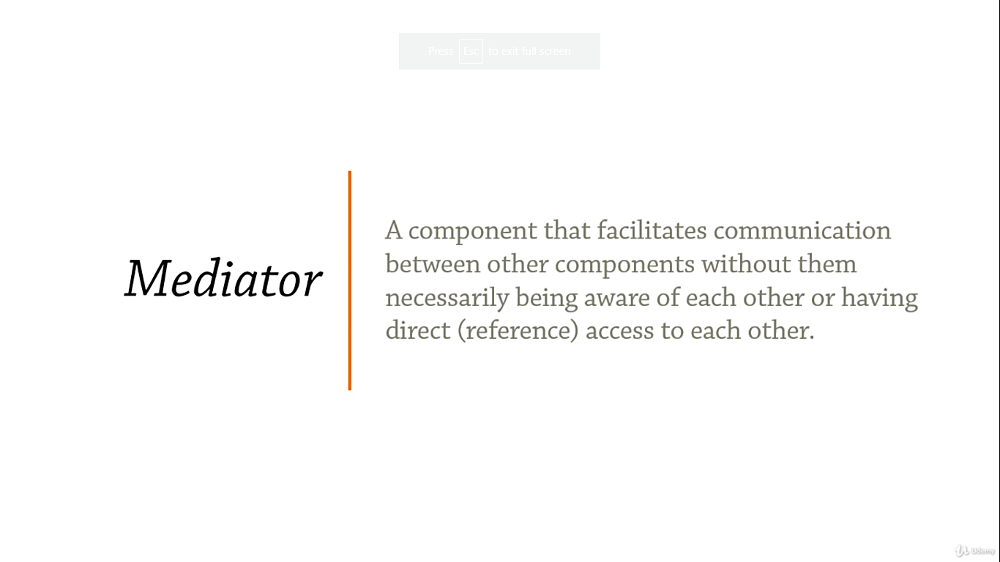 Press Esc to exit full screen
Mediator
A component that facilitates communication
between other components without them
necessarily being aware of each other or having
direct (reference) access to each other.
Udemy